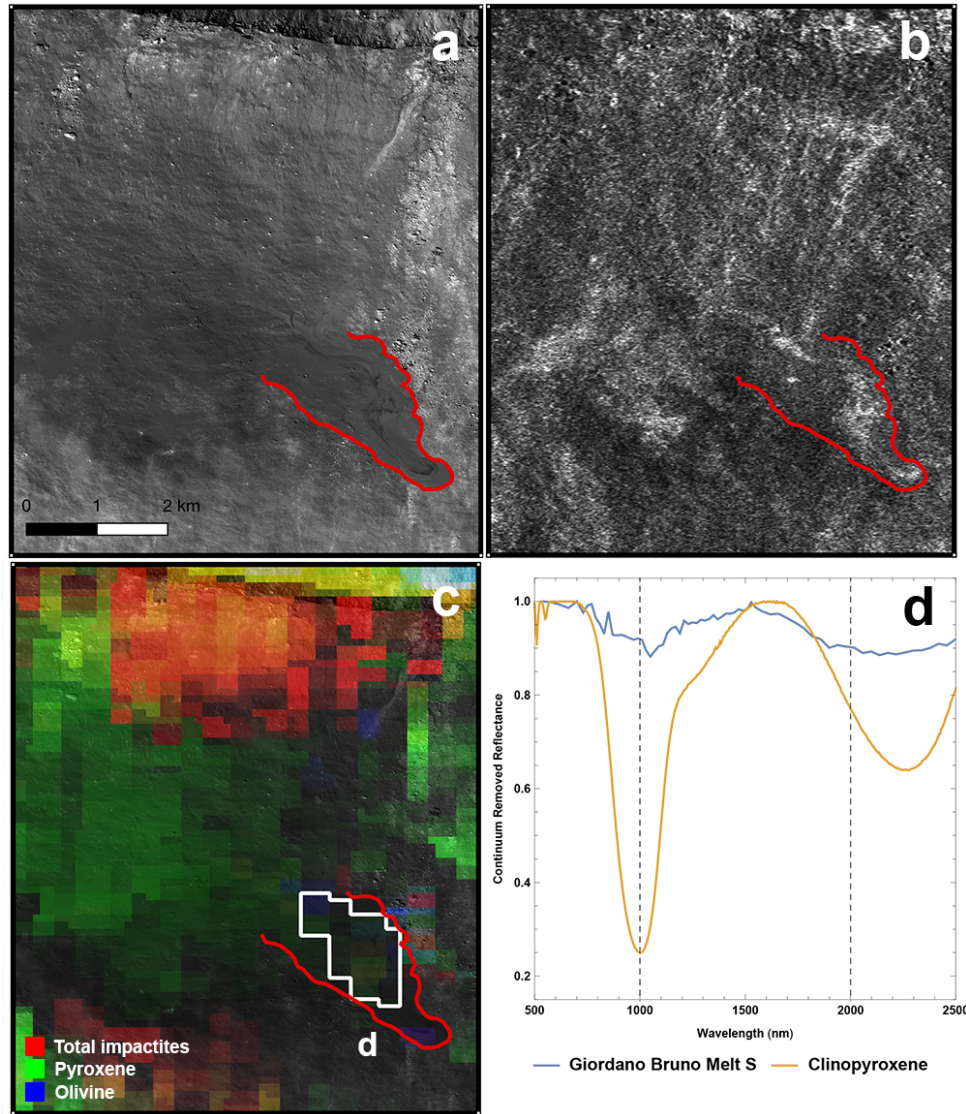 a
b
0 1 2 km
c
Total impactites
Pyroxene
Olivine
d
d
Continuum Removed Reflectance
1.0
0.8
0.6
0.4
0.2
500 1000 1500 2000 2500
Wavelength (nm)
Giordano Bruno Melt S Clinopyroxene